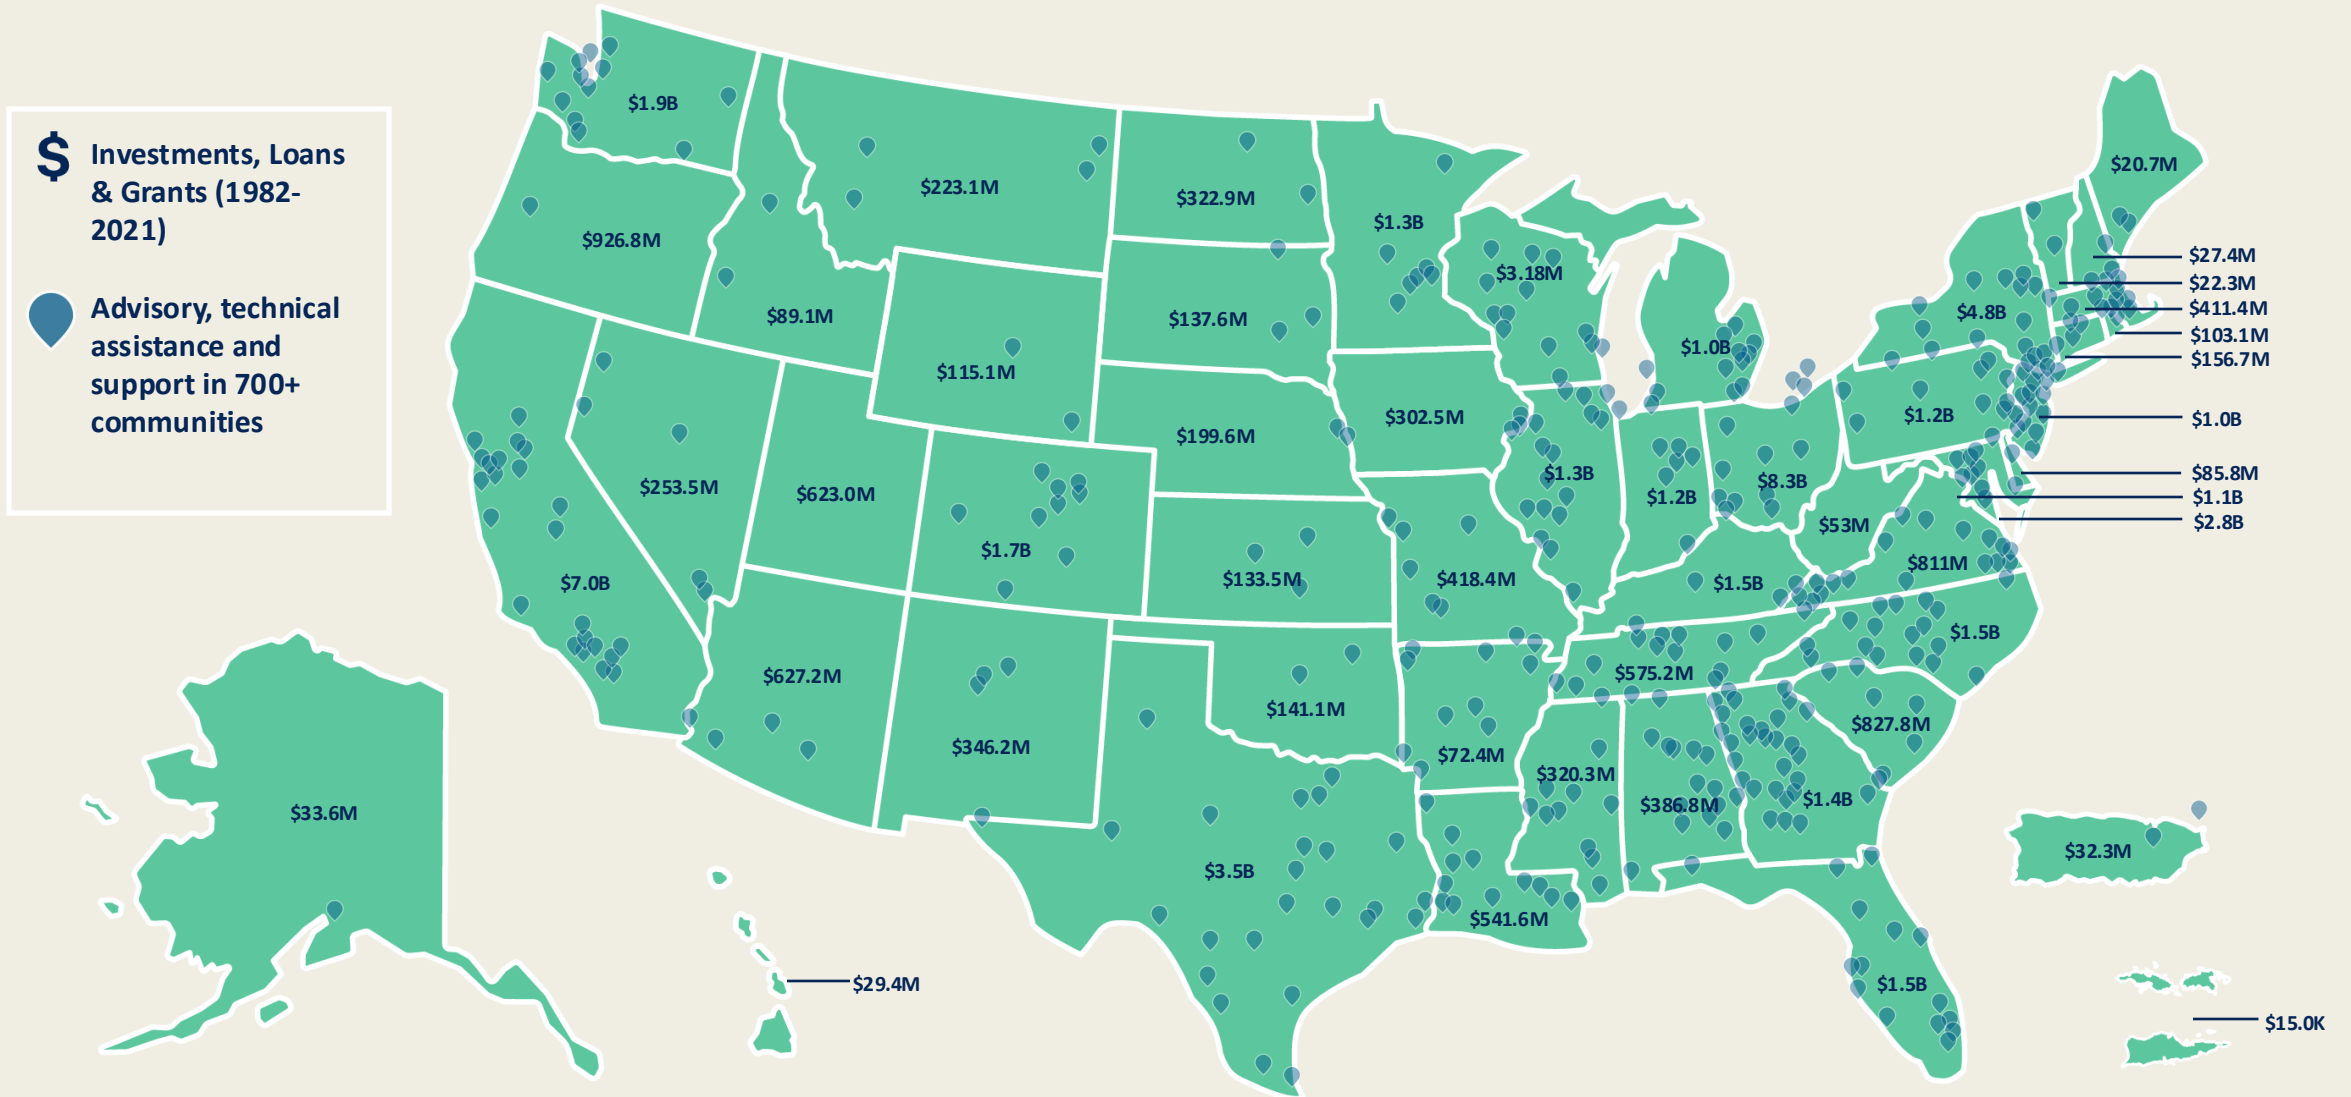 $ Investments, Loans
& Grants (1982-
2021)
Advisory, technical
assistance and
support in 700+
communities
$1.9B
$926.8M
$223.1M
$322.9M
$1.3B
$3.18M
$20.7M
$27.4M
$22.3M
$411.4M
$103.1M
$156.7M
$89.1M
$137.6M
$115.1M
$1.0B
$4.8B
$302.5M
$199.6M
$1.2B
$1.0B
$253.5M
$623.0M
$1.3B
$1.2B
$8.3B
$85.8M
$1.1B
$2.8B
$53M
$1.7B
$133.5M
$418.4M
$7.0B
$1.5B
$811M
$1.5B
$627.2M
$346.2M
$141.1M
$575.2M
$827.8M
$72.4M
$320.3M
$386.8M
$1.4B
$33.6M
$3.5B
$541.6M
$32.3M
$29.4M
$1.5B
$15.0K